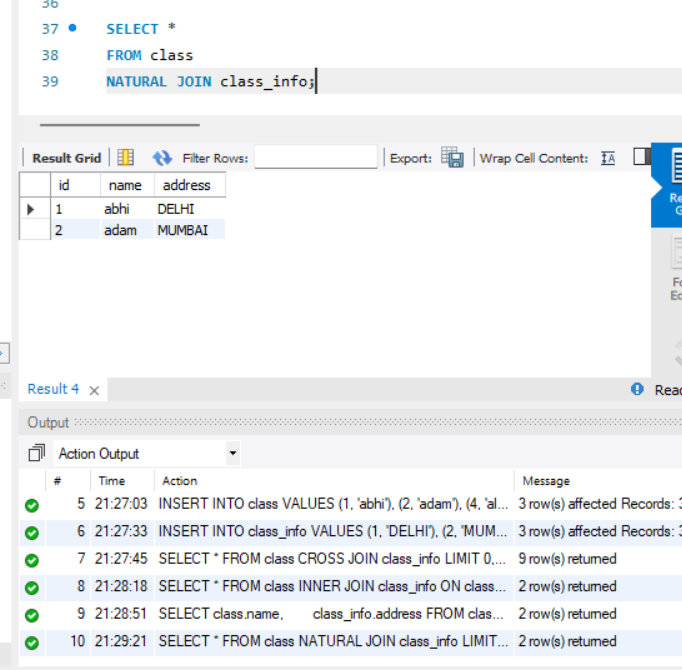 36
37 SELECT *
38 FROM class
39 NATURAL JOIN class_info;
Result Grid Filter Rows: Export: Wrap Cell Content: IA
id name address
1 abhi DELHI
2 adam MUMBAI
Result 4 ×
Output
Action Output
# Time Action Message
5 21:27:03 INSERT INTO class VALUES (1, 'abhi'), (2, 'adam'), (4, 'al... 3 row(s) affected Records: 3
6 21:27:33 INSERT INTO class_info VALUES (1, 'DELHI'), (2, 'MUM... 3 row(s) affected Records: 3
7 21:27:45 SELECT * FROM class CROSS JOIN class_info LIMIT 0,... 9 row(s) returned
8 21:28:18 SELECT * FROM class INNER JOIN class_info ON class... 2 row(s) returned
9 21:28:51 SELECT class.name, class_info.address FROM clas... 2 row(s) returned
10 21:29:21 SELECT * FROM class NATURAL JOIN class_info LIMIT... 2 row(s) returned